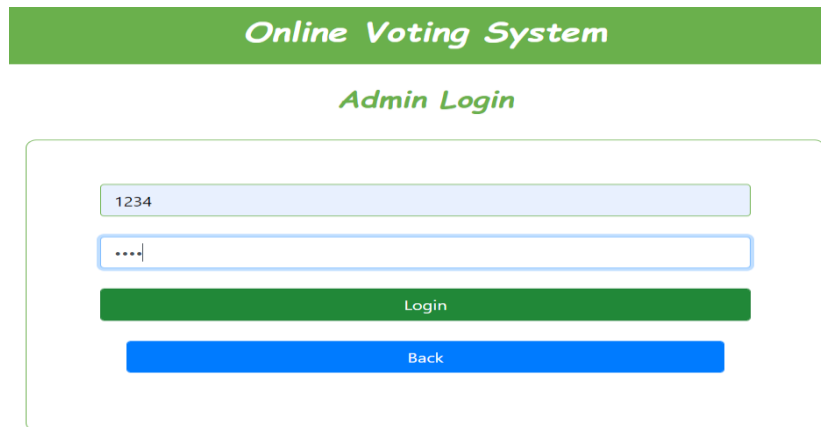 Online Voting System
Admin Login
1234
••••
Login
Back